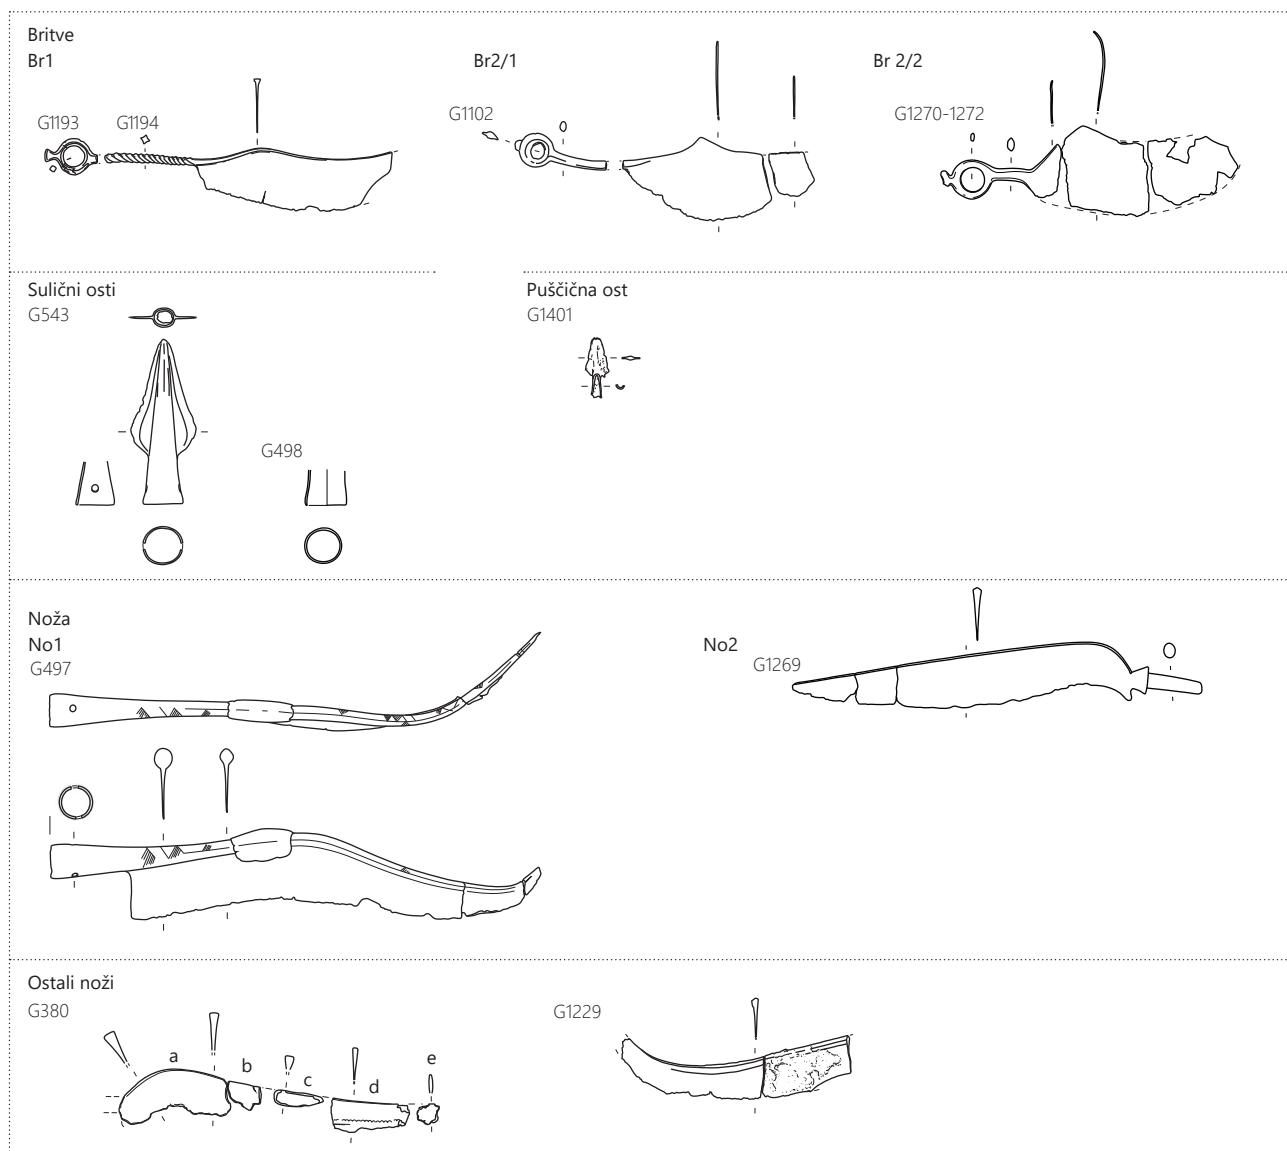 Britve
Br1
Br2/1
Br 2/2
G1193
G1194
G1102
G1270-1272
Sulični osti
G543
G498
Puščična ost
G1401
Noža
No1
G497
No2
G1269
Ostali noži
G380
a
b
c
d
e
G1229